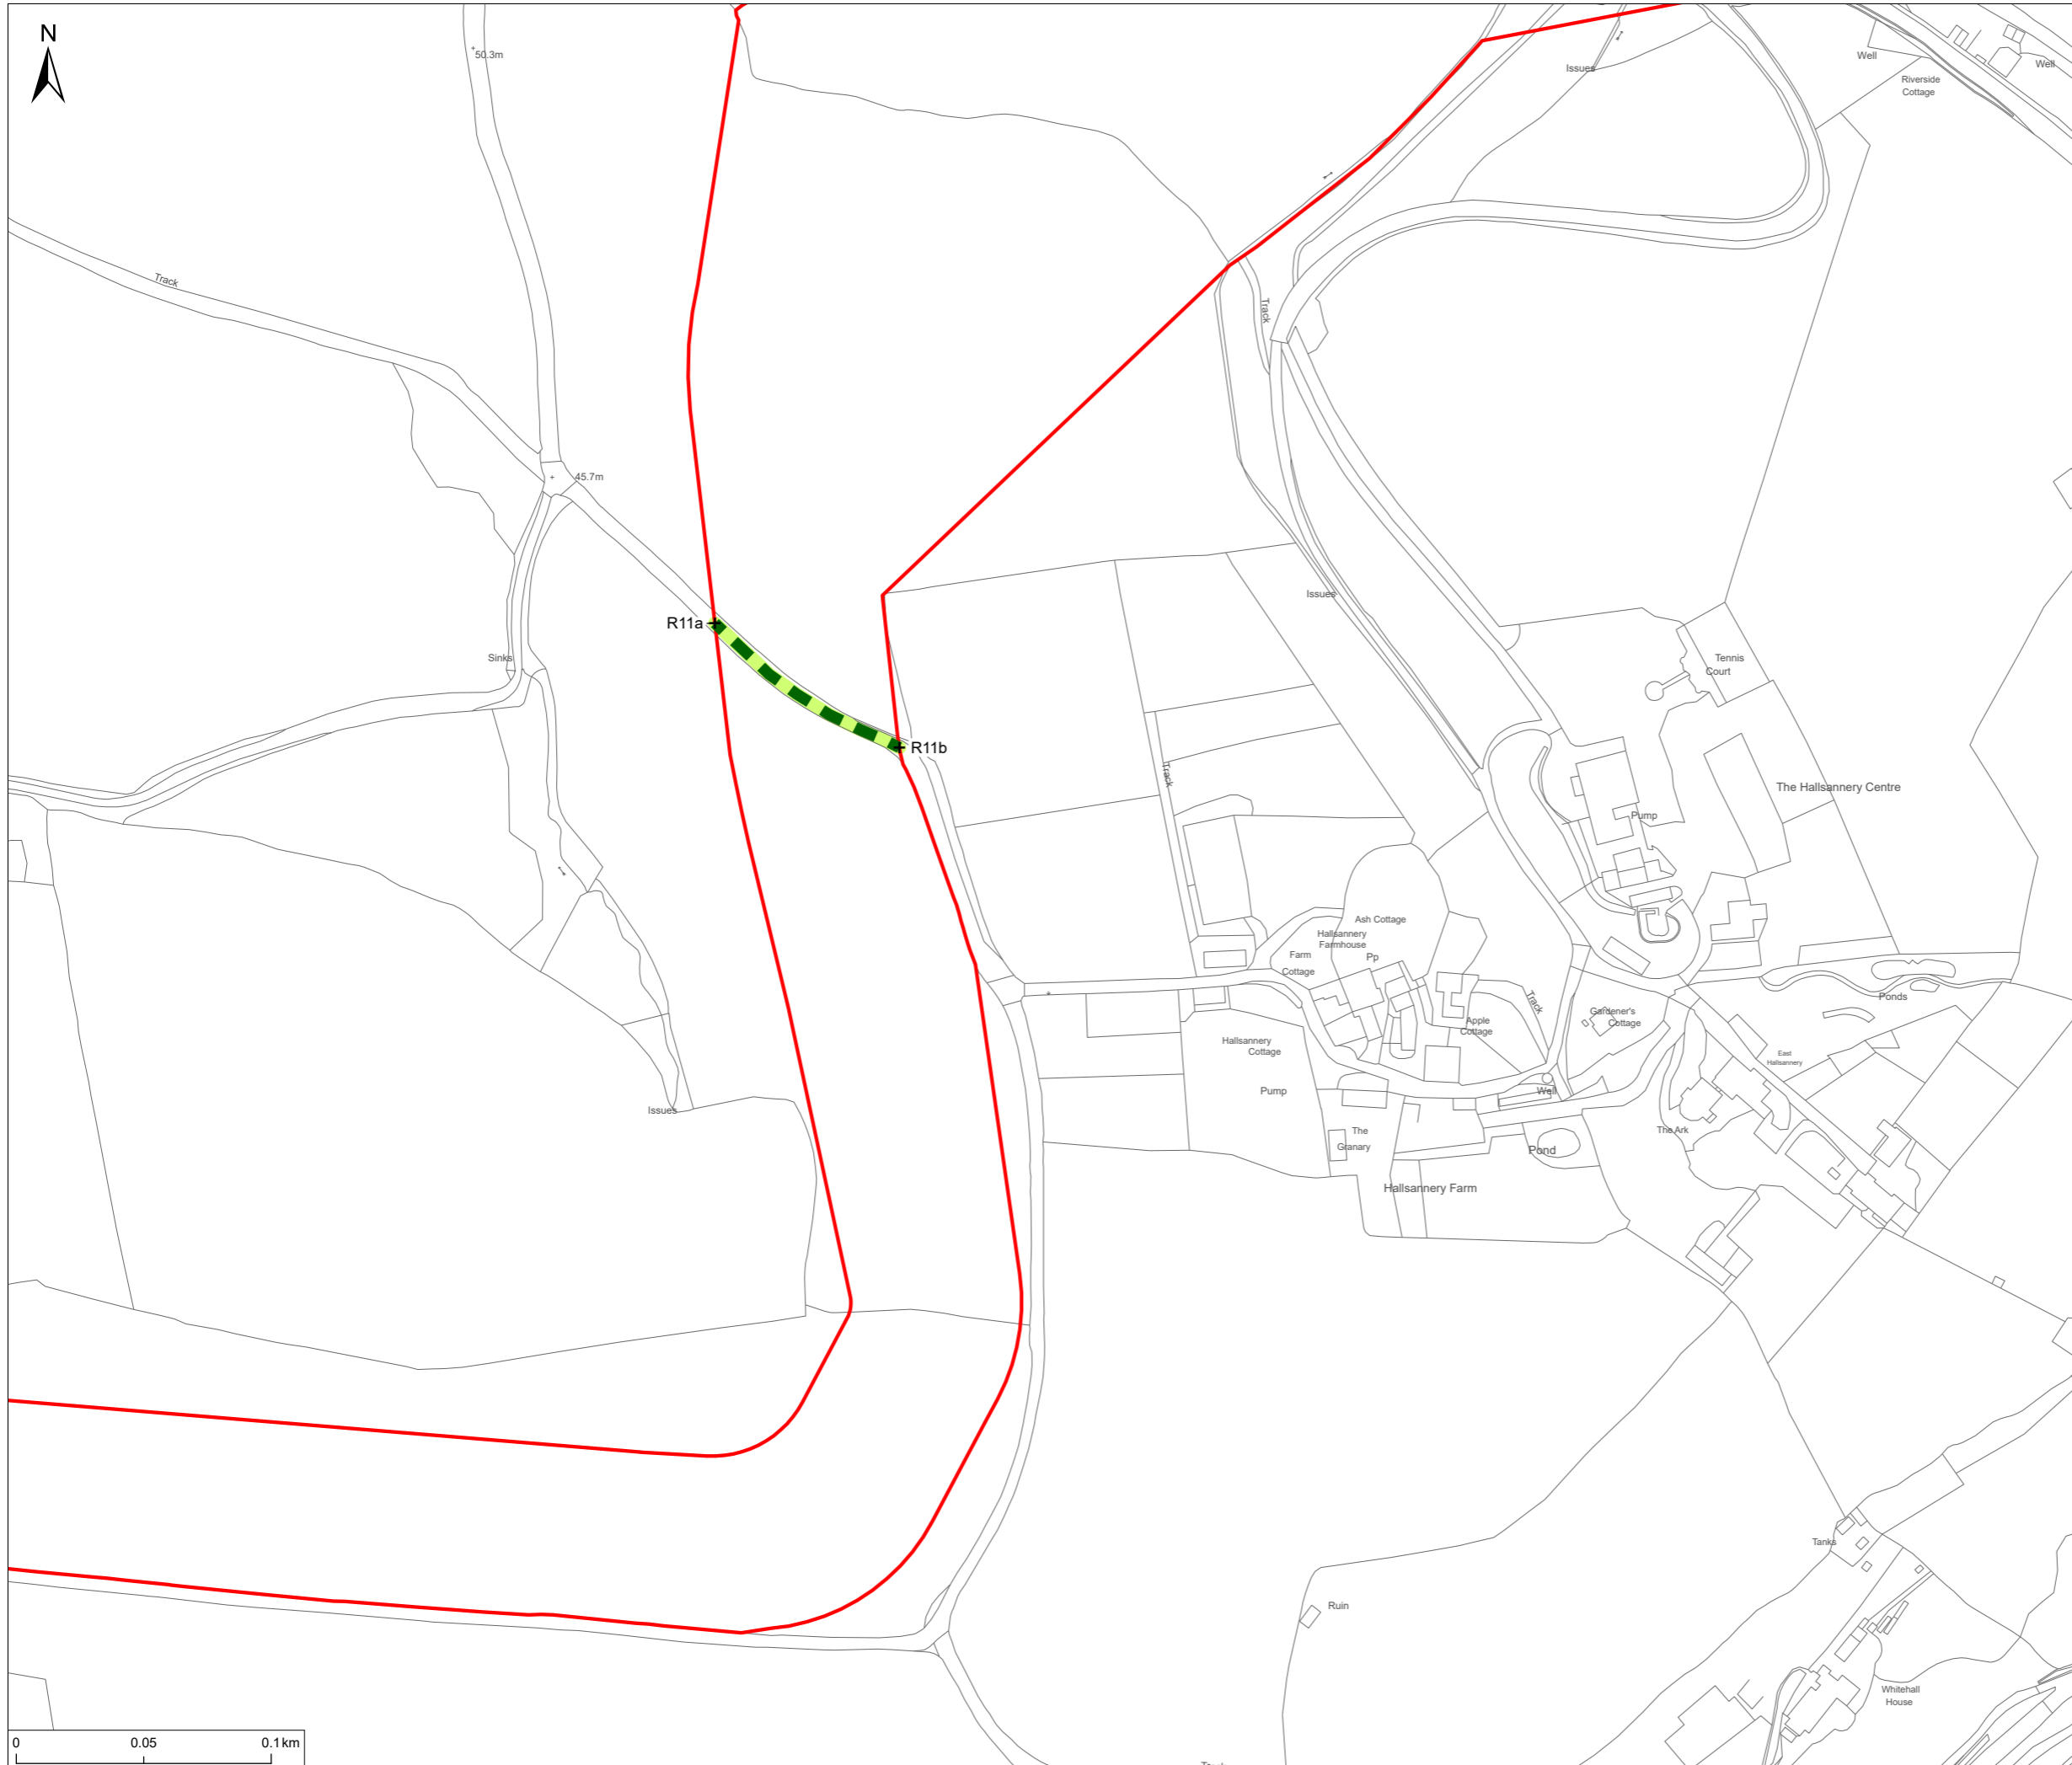 N
50.3m
Well
Well
Issues
Riverside
Cottage
Track
Track
45.7m
Issues
R11a
Sinks
Tennis
Court
R11b
Track
The Hallsannery Centre
Pump
Ash Cottage
Hallsannery
Farmhouse
Farm
Cottage
Pp
Track
Ponds
Gardener's
Cottage
Apple
Cottage
Hallsannery
Cottage
East
Hallsannery
Pump
Well
Issues
The
Granary
The Ark
Pond
Hallsannery Farm
Tanks
Ruin
Whitehall
House
0
0.05
0.1 km